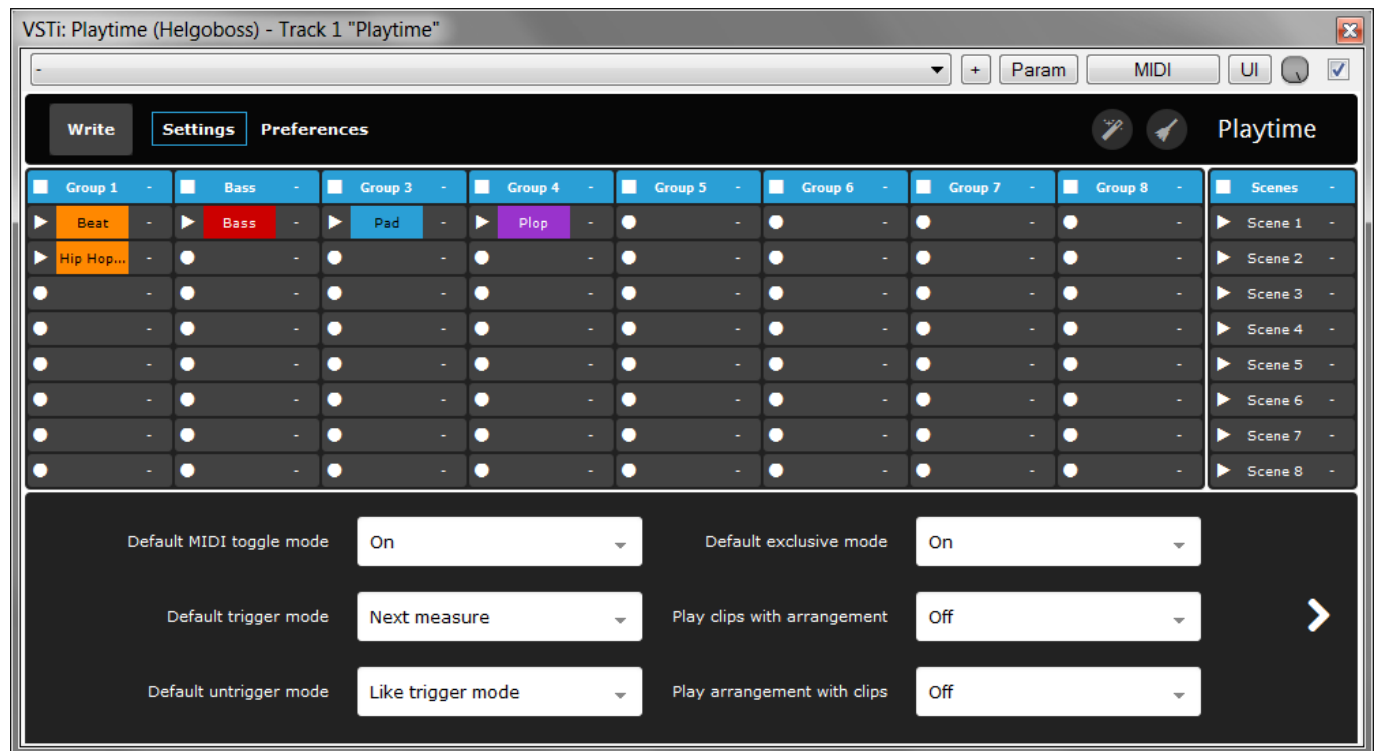 VSTi: Playtime (Helgoboss) - Track 1 "Playtime"
- + Param MIDI UI
Write Settings Preferences Playtime
Group 1 - Bass - Group 3 - Group 4 - Group 5 - Group 6 - Group 7 - Group 8 - Scenes -
Beat - Bass - Pad - Plop - - - - - Scene 1 -
Hip Hop... - - - - - - - - Scene 2 -
- - - - - - - - Scene 3 -
- - - - - - - - Scene 4 -
- - - - - - - - Scene 5 -
- - - - - - - - Scene 6 -
- - - - - - - - Scene 7 -
- - - - - - - - Scene 8 -
Default MIDI toggle mode On Default exclusive mode On
Default trigger mode Next measure Play clips with arrangement Off
Default untrigger mode Like trigger mode Play arrangement with clips Off